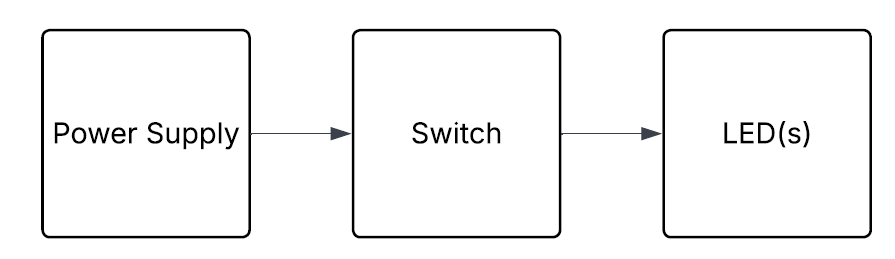 Power Supply
Switch
LED(s)